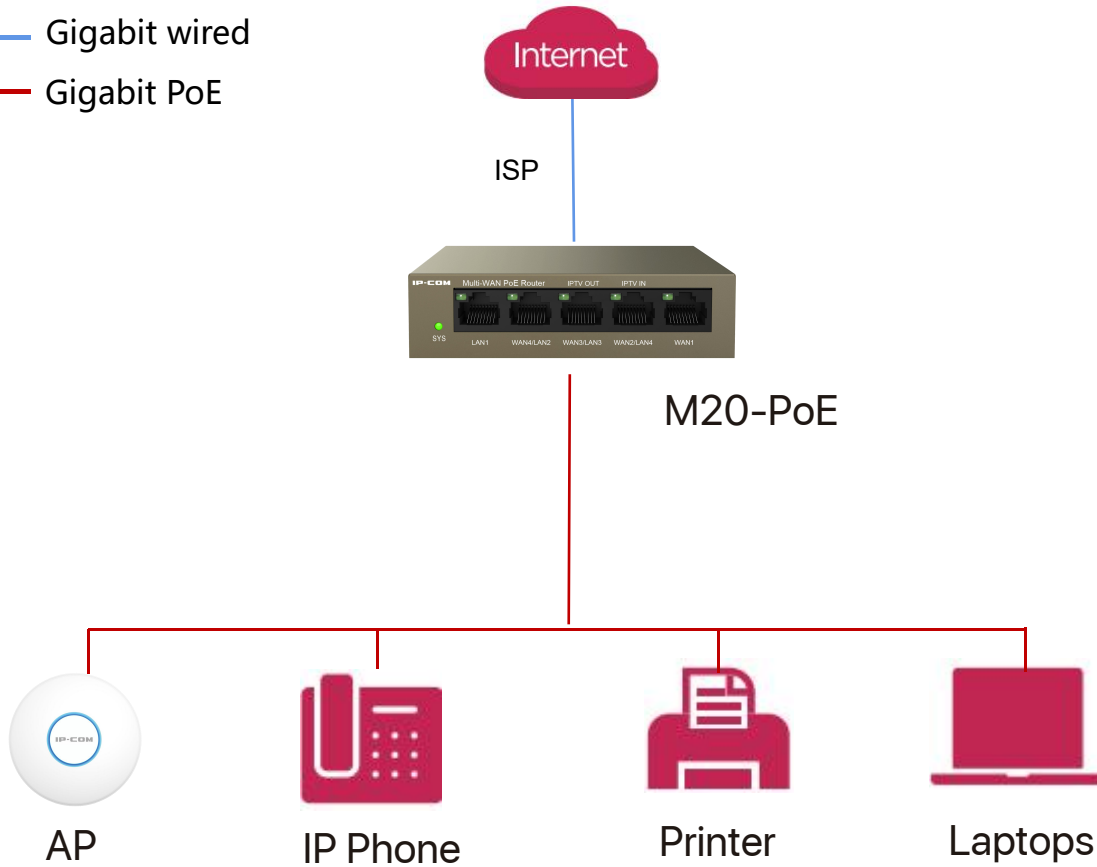 Gigabit wired
Gigabit PoE
Internet
ISP
IP-COM Multi-WAN PoE Router IPTV OUT IPTV IN
SYS LAN1 WAN4/LAN2 WAN3/LAN3 WAN2/LAN4 WAN1
M20-PoE
IP-COM
AP IP Phone Printer Laptops